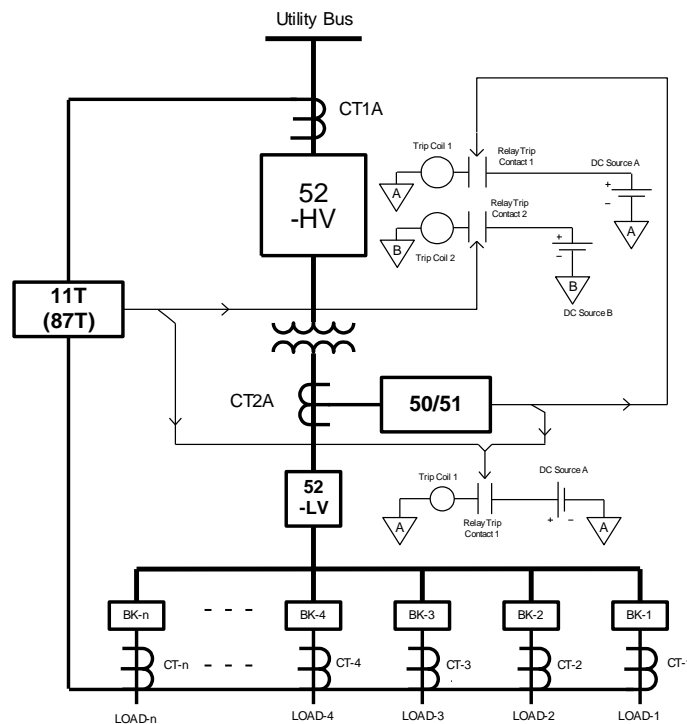 Utility Bus
CT1A
52
-HV
Trip Coil 1
Relay Trip
Contact 1
DC Source A
A
+
–
A
Relay Trip
Contact 2
B
Trip Coil 2
+
–
B
DC Source B
11T
(87T)
CT2A
50/51
52
-LV
Trip Coil 1
DC Source A
A
Relay Trip
Contact 1
+ –
A
BK-n
- - -
BK-4
BK-3
BK-2
BK-1
CT-n
- - -
CT-4
CT-3
CT-2
CT-1
LOAD-n
LOAD-4
LOAD-3
LOAD-2
LOAD-1